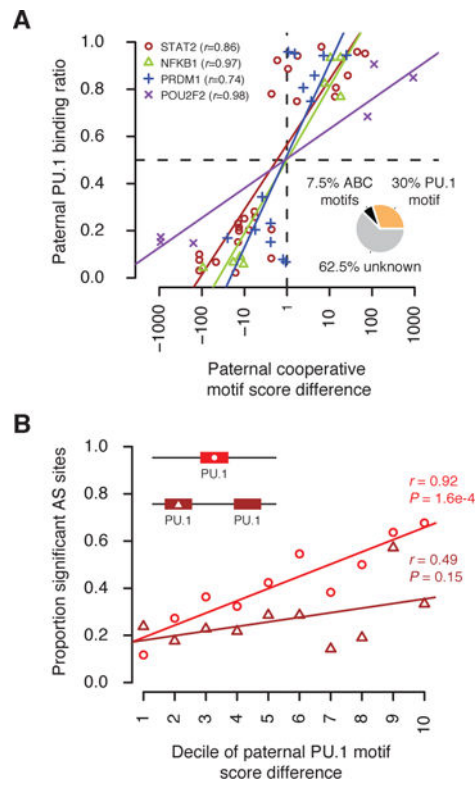 A
STAT2 (r=0.86)
NFKB1 (r=0.97)
PRDM1 (r=0.74)
POU2F2 (r=0.98)
Paternal PU.1 binding ratio
1.0
0.8
0.6
0.4
0.2
0.0
7.5% ABC motifs
30% PU.1 motif
62.5% unknown
-1000
-100
-10
1
10
100
1000
Paternal cooperative
motif score difference
B
Proportion significant AS sites
1.0
0.8
0.6
0.4
0.2
0.0
PU.1
PU.1 PU.1
r = 0.92
P = 1.6e-4
r = 0.49
P = 0.15
1
2
3
4
5
6
7
8
9
10
Decile of paternal PU.1 motif
score difference